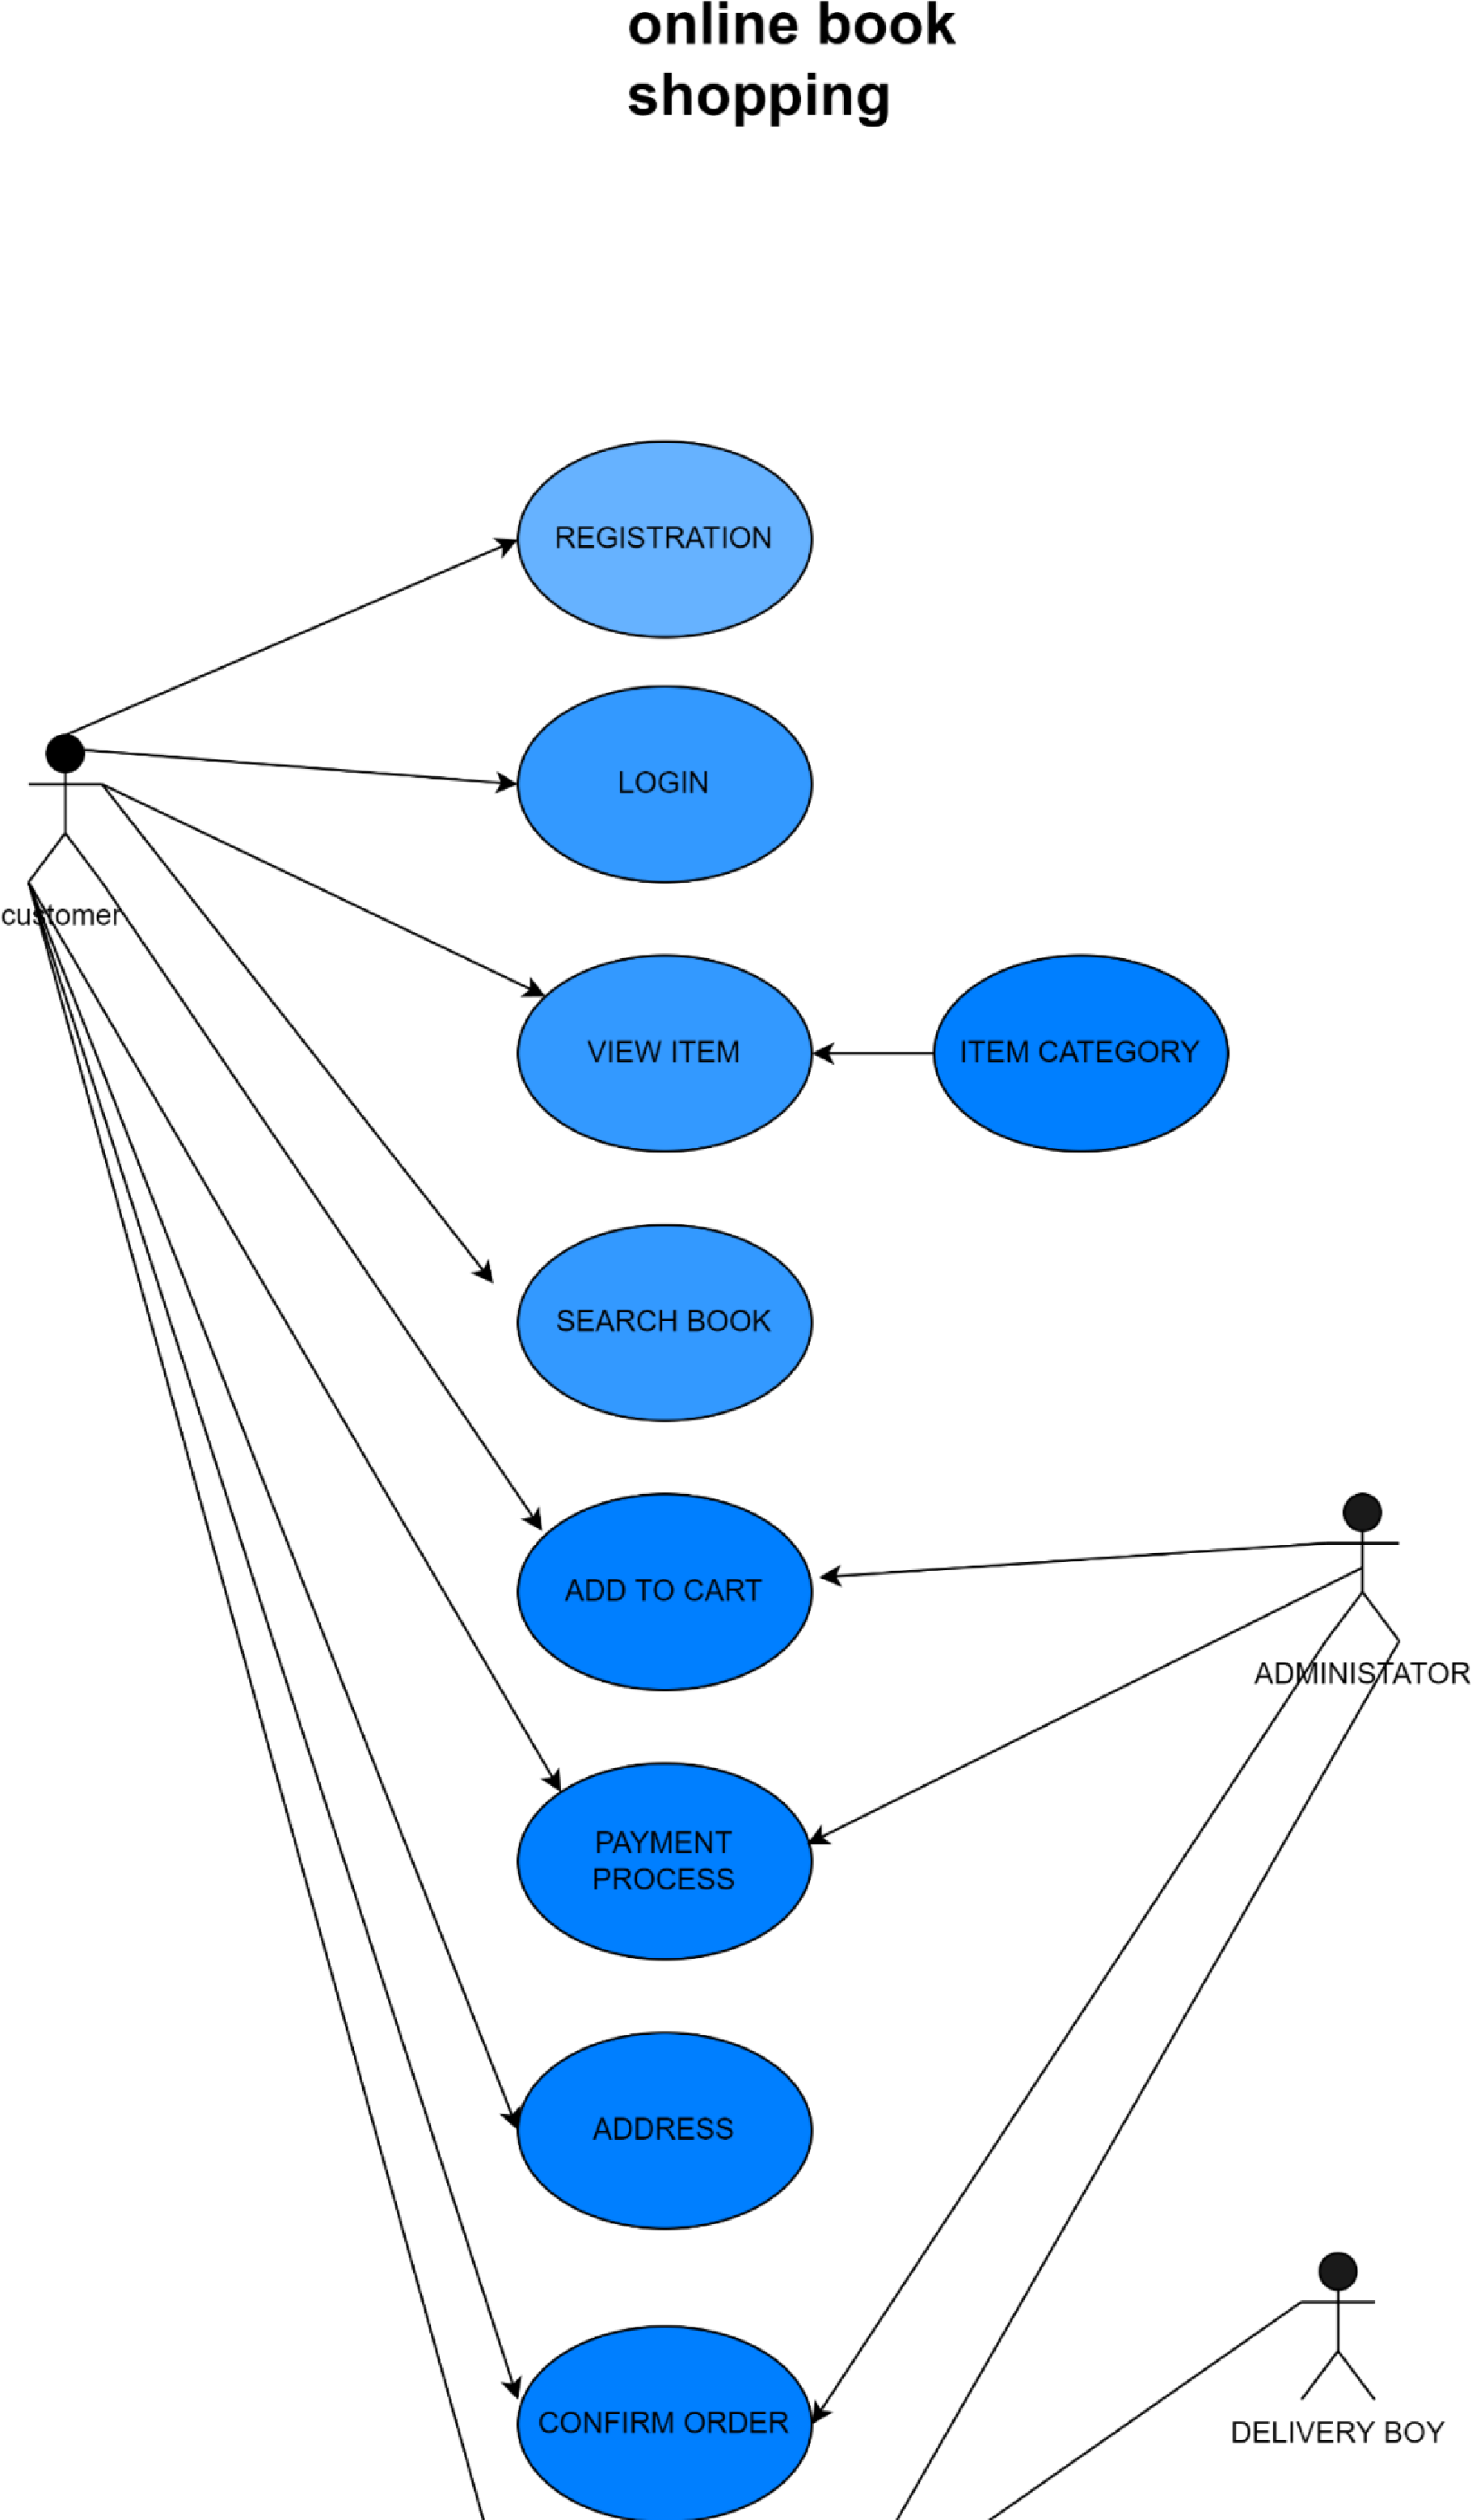 online book
shopping
REGISTRATION
LOGIN
customer
VIEW ITEM
ITEM CATEGORY
SEARCH BOOK
ADD TO CART
ADMINISTATOR
PAYMENT
PROCESS
ADDRESS
CONFIRM ORDER
DELIVERY BOY